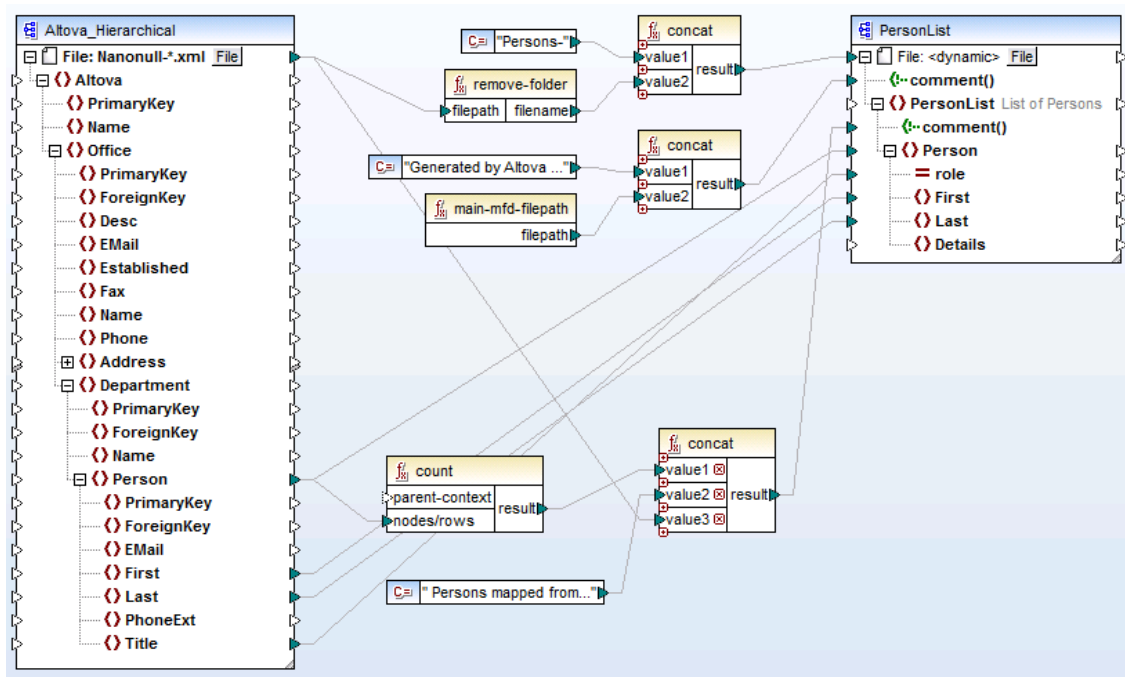 Altova_Hierarchical
File: Nanonull-*.xml File
Altova
PrimaryKey
Name
Office
PrimaryKey
ForeignKey
Desc
EMail
Established
Fax
Name
Phone
Address
Department
PrimaryKey
ForeignKey
Name
Person
PrimaryKey
ForeignKey
EMail
First
Last
PhoneExt
Title
C= "Persons-"
remove-folder
filepath filename
concat
value1
value2
result
C= "Generated by Altova ..."
main-mfd-filepath
filepath
concat
value1
value2
result
count
parent-context
nodes/rows
result
C= " Persons mapped from..."
concat
value1
value2
value3
result
PersonList
File: <dynamic> File
comment()
PersonList List of Persons
comment()
Person
role
First
Last
Details